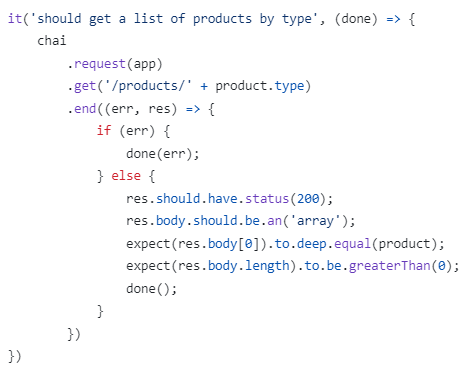 it('should get a list of products by type', (done) => {
    chai
        .request(app)
        .get('/products/' + product.type)
        .end((err, res) => {
            if (err) {
                done(err);
            } else {
                res.should.have.status(200);
                res.body.should.be.an('array');
                expect(res.body[0]).to.deep.equal(product);
                expect(res.body.length).to.be.greaterThan(0);
                done();
            }
        })
})